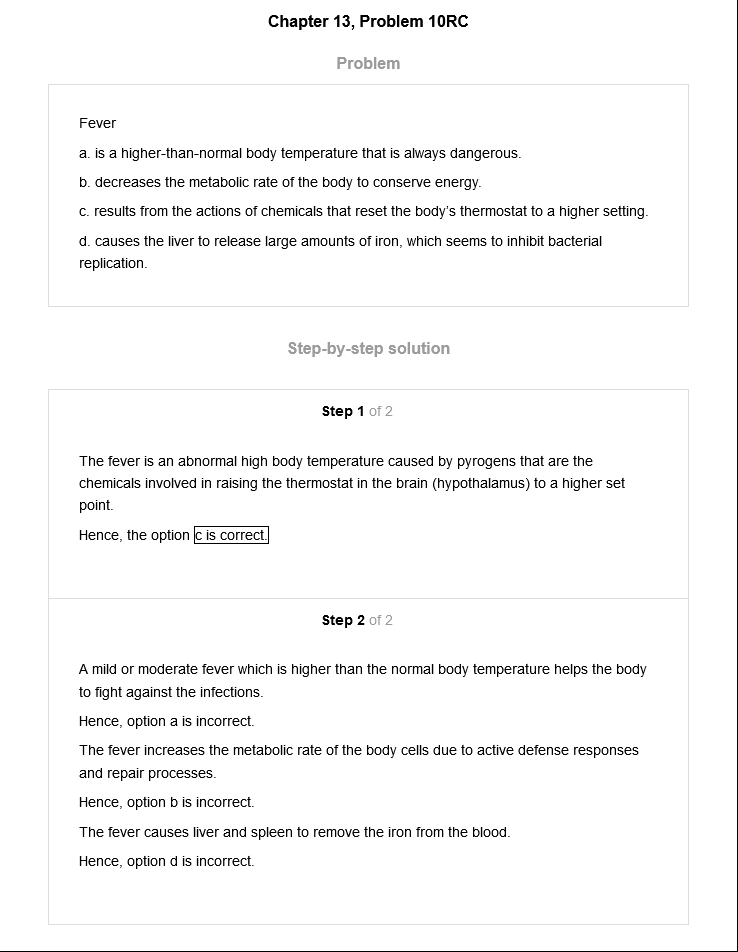 Chapter 13, Problem 10RC
Problem
Fever
a. is a higher-than-normal body temperature that is always dangerous.
b. decreases the metabolic rate of the body to conserve energy.
c. results from the actions of chemicals that reset the body's thermostat to a higher setting.
d. causes the liver to release large amounts of iron, which seems to inhibit bacterial
replication.
Step-by-step solution
Step 1 of 2
The fever is an abnormal high body temperature caused by pyrogens that are the
chemicals involved in raising the thermostat in the brain (hypothalamus) to a higher set
point.
Hence, the option c is correct.
Step 2 of 2
A mild or moderate fever which is higher than the normal body temperature helps the body
to fight against the infections.
Hence, option a is incorrect.
The fever increases the metabolic rate of the body cells due to active defense responses
and repair processes.
Hence, option b is incorrect.
The fever causes liver and spleen to remove the iron from the blood.
Hence, option d is incorrect.